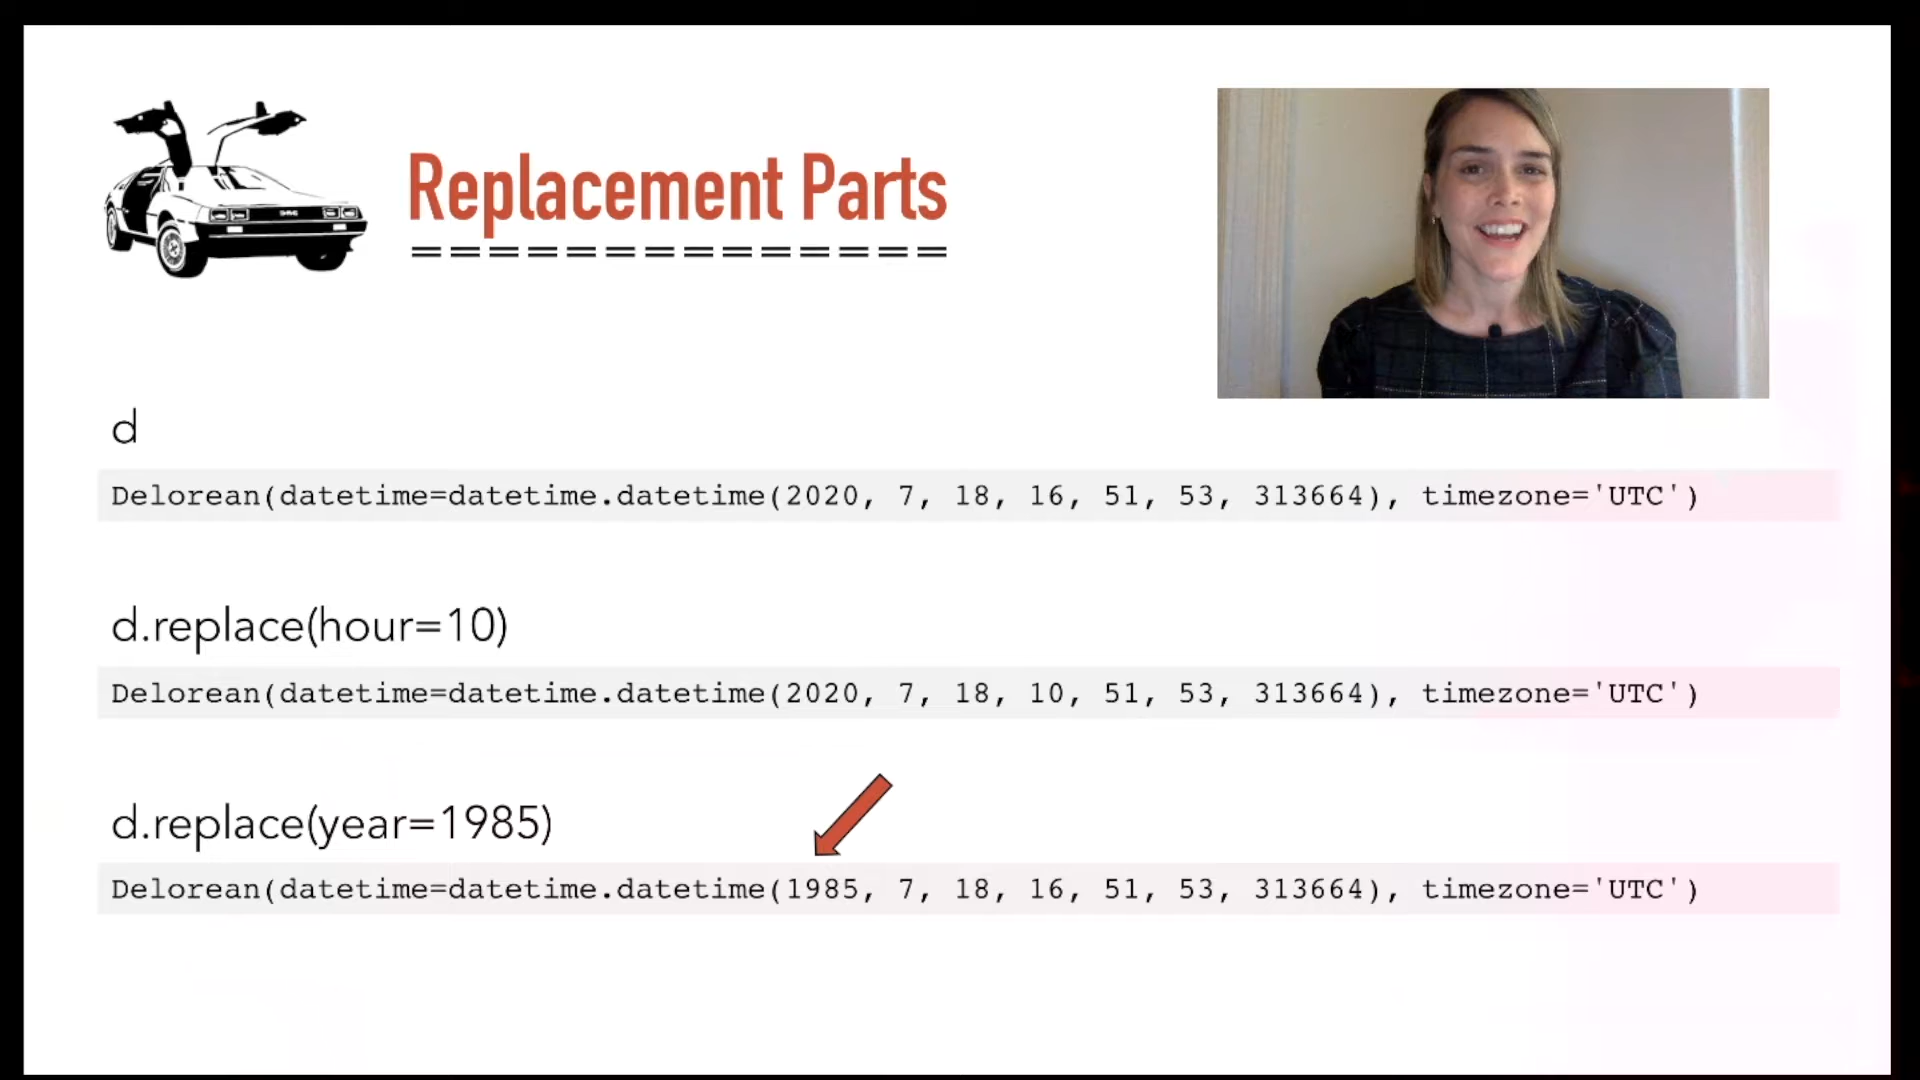 Replacement Parts
==============
d
Delorean(datetime=datetime.datetime(2020, 7, 18, 16, 51, 53, 313664), timezone='UTC')
d.replace(hour=10)
Delorean(datetime=datetime.datetime(2020, 7, 18, 10, 51, 53, 313664), timezone='UTC')
d.replace(year=1985)
Delorean(datetime=datetime.datetime(1985, 7, 18, 16, 51, 53, 313664), timezone='UTC')